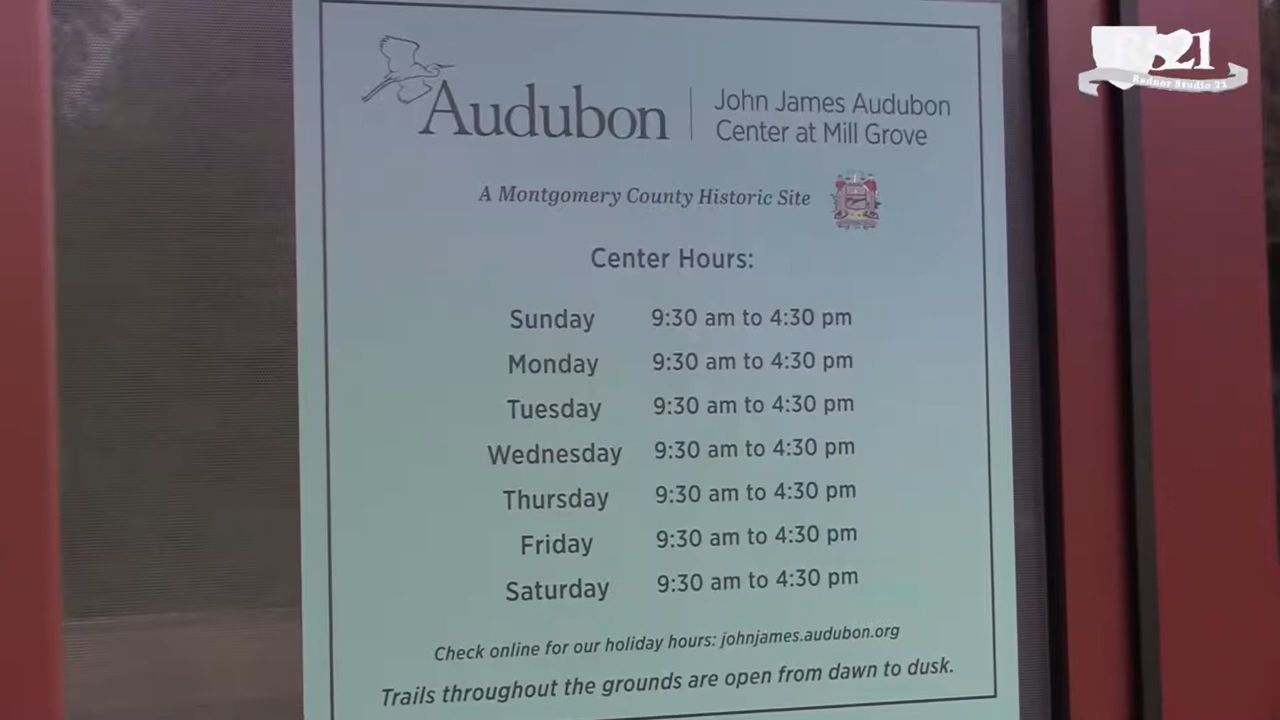 Audubon
John James Audubon
Center at Mill Grove
A Montgomery County Historic Site
Center Hours:
Sunday 9:30 am to 4:30 pm
Monday 9:30 am to 4:30 pm
Tuesday 9:30 am to 4:30 pm
Wednesday 9:30 am to 4:30 pm
Thursday 9:30 am to 4:30 pm
Friday 9:30 am to 4:30 pm
Saturday 9:30 am to 4:30 pm
Check online for our holiday hours: johnjames.audubon.org
Trails throughout the grounds are open from dawn to dusk.
RS21
Radnor Studio 21